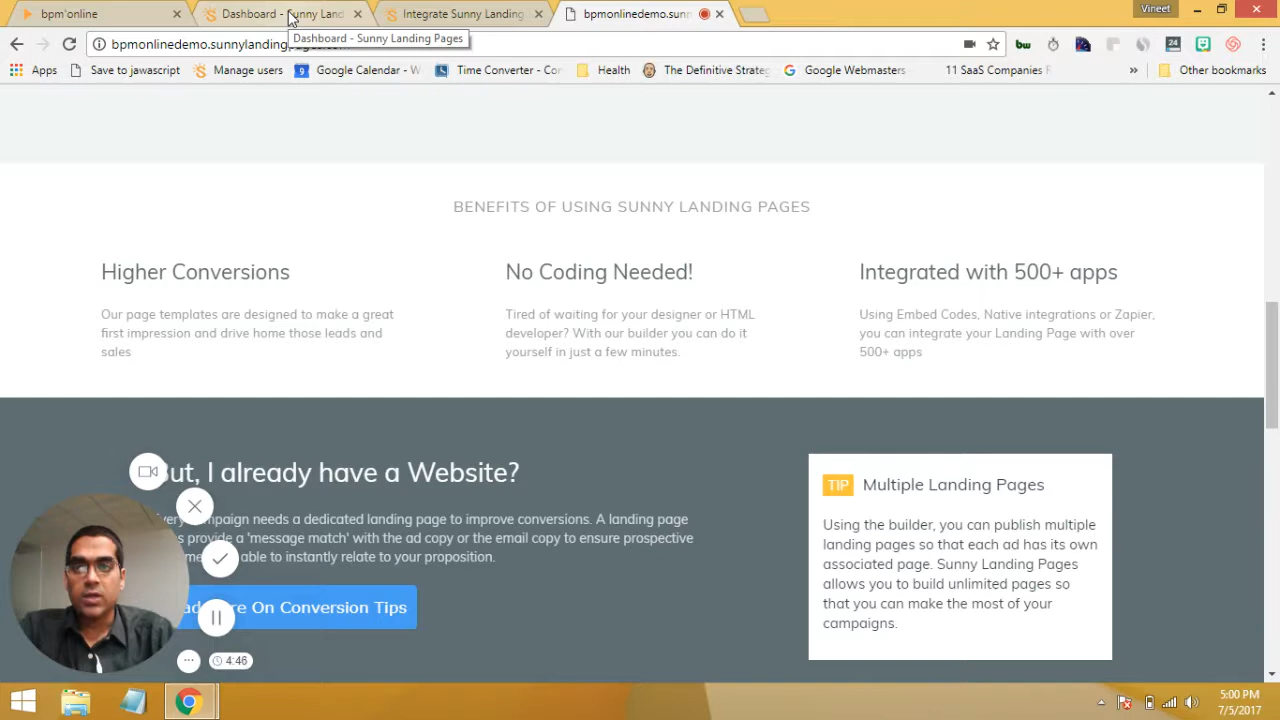 bpm'online
Dashboard - Sunny Land
Integrate Sunny Landing
bpmonlinedemo.sunn
Vineet
bpmonlinedemo.sunnylanding
Dashboard - Sunny Landing Pages
bw
24
Apps
Save to javascript
Manage users
9
Google Calendar - W
Time Converter - Co
Health
The Definitive Strate
Google Webmasters
11 SaaS Companies F
»
Other bookmarks
BENEFITS OF USING SUNNY LANDING PAGES
Higher Conversions
Our page templates are designed to make a great
first impression and drive home those leads and
sales
No Coding Needed!
Tired of waiting for your designer or HTML
developer? With our builder you can do it
yourself in just a few minutes.
Integrated with 500+ apps
Using Embed Codes, Native integrations or Zapier,
you can integrate your Landing Page with over
500+ apps
But, I already have a Website?
campaign needs a dedicated landing page to improve conversions. A landing page
provide a 'message match' with the ad copy or the email copy to ensure prospective
able to instantly relate to your proposition.
On Conversion Tips
TIP Multiple Landing Pages
Using the builder, you can publish multiple
landing pages so that each ad has its own
associated page. Sunny Landing Pages
allows you to build unlimited pages so
that you can make the most of your
campaigns.
4:46
5:00 PM
7/5/2017